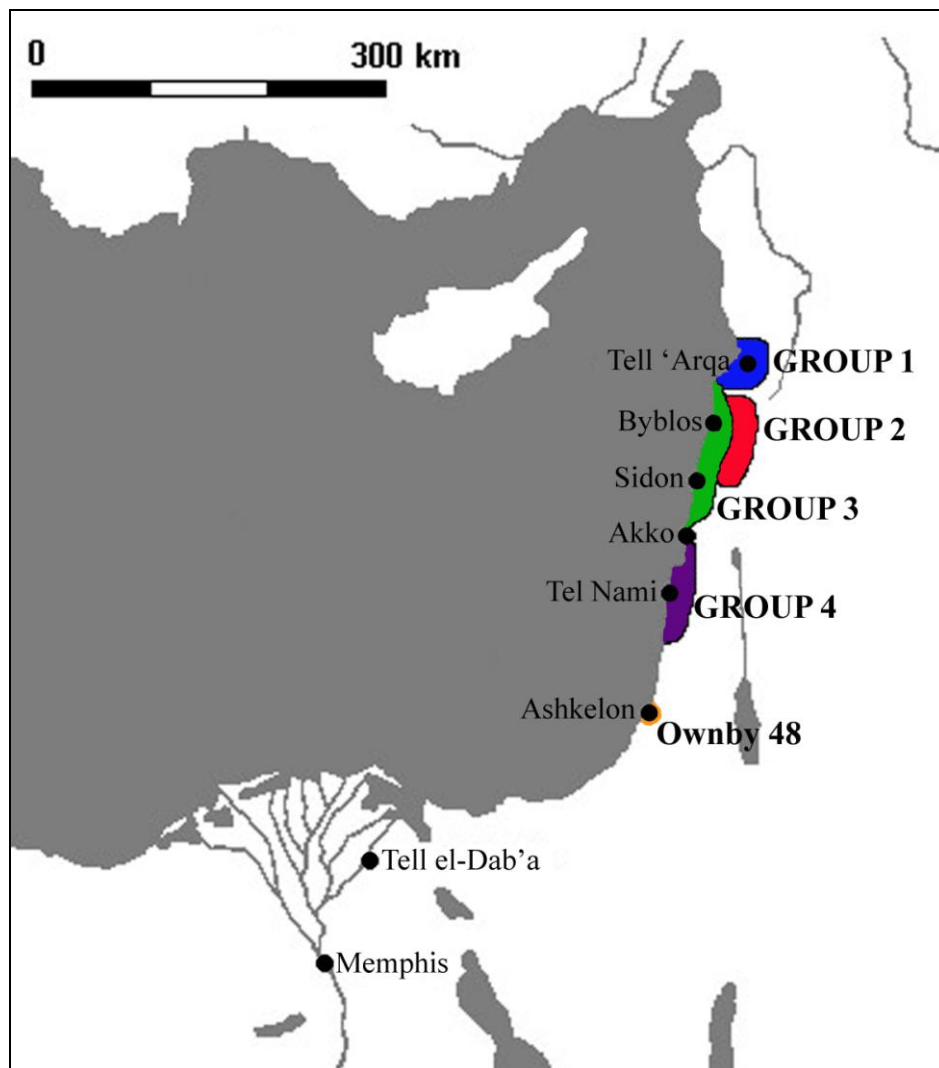 0 300 km
Tell ‘Arqa GROUP 1
Byblos GROUP 2
Sidon
GROUP 3
Akko
Tel Nami GROUP 4
Ashkelon
Ownby 48
Tell el-Dab’a
Memphis